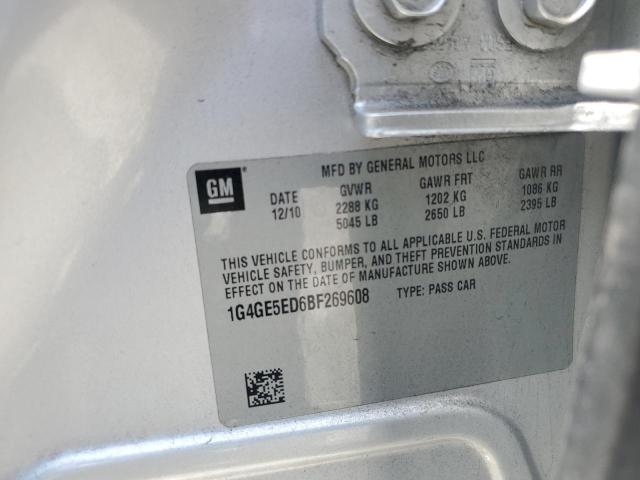 GM
MFD BY GENERAL MOTORS LLC
DATE GVWR GAWR FRT GAWR RR
12/10 2288 KG 1202 KG 1086 KG
5045 LB 2650 LB 2395 LB
THIS VEHICLE CONFORMS TO ALL APPLICABLE U.S. FEDERAL MOTOR
VEHICLE SAFETY, BUMPER, AND THEFT PREVENTION STANDARDS IN
EFFECT ON THE DATE OF MANUFACTURE SHOWN ABOVE.
1G4GE5ED6BF269608 TYPE: PASS CAR